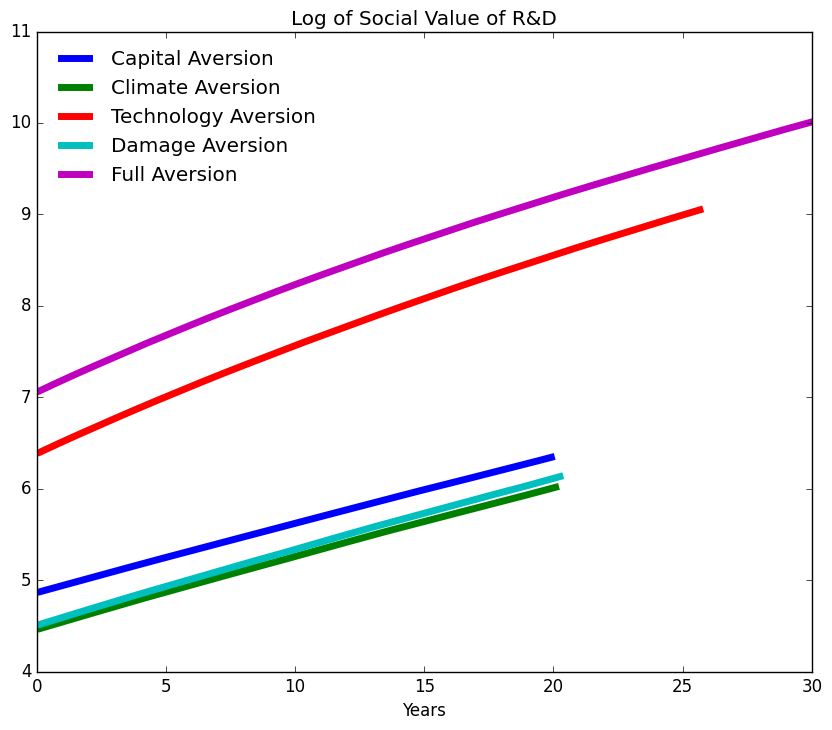 Log of Social Value of R&D
11
10
9
8
7
6
5
4
Capital Aversion
Climate Aversion
Technology Aversion
Damage Aversion
Full Aversion
0 5 10 15 20 25 30
Years